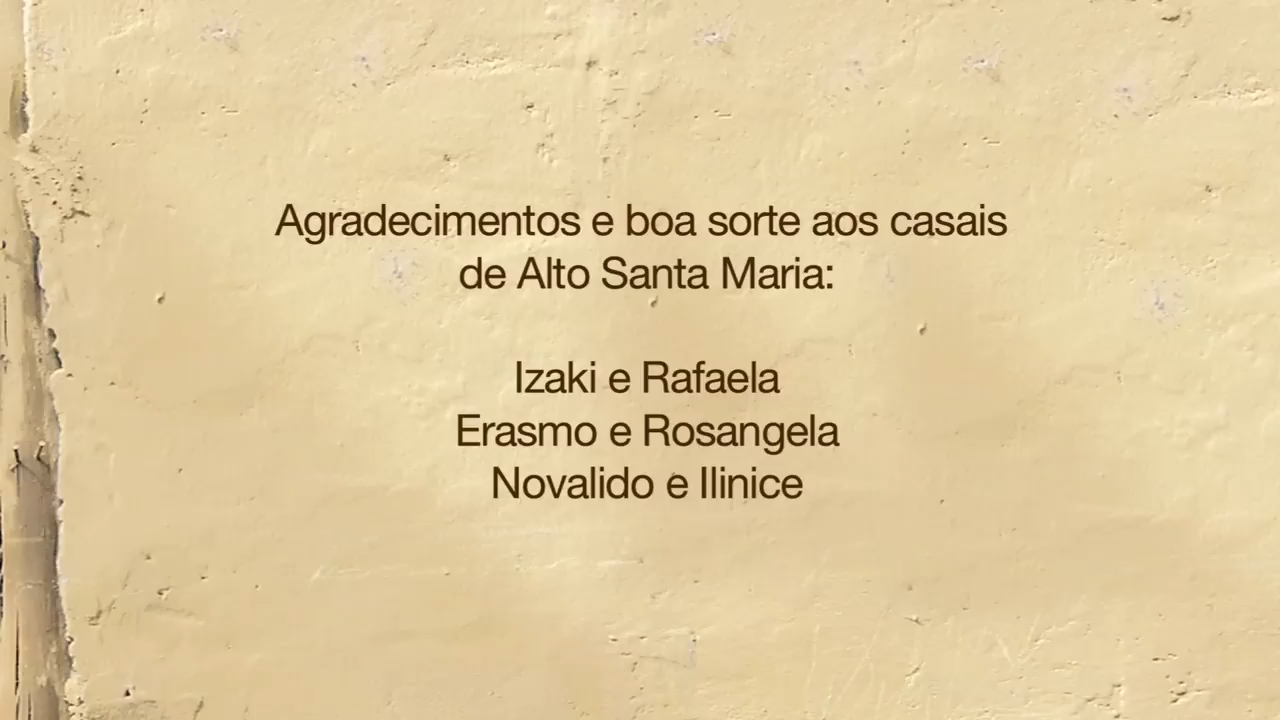 Agradecimentos e boa sorte aos casais
de Alto Santa Maria:
Izaki e Rafaela
Erasmo e Rosangela
Novalido e Ilinice